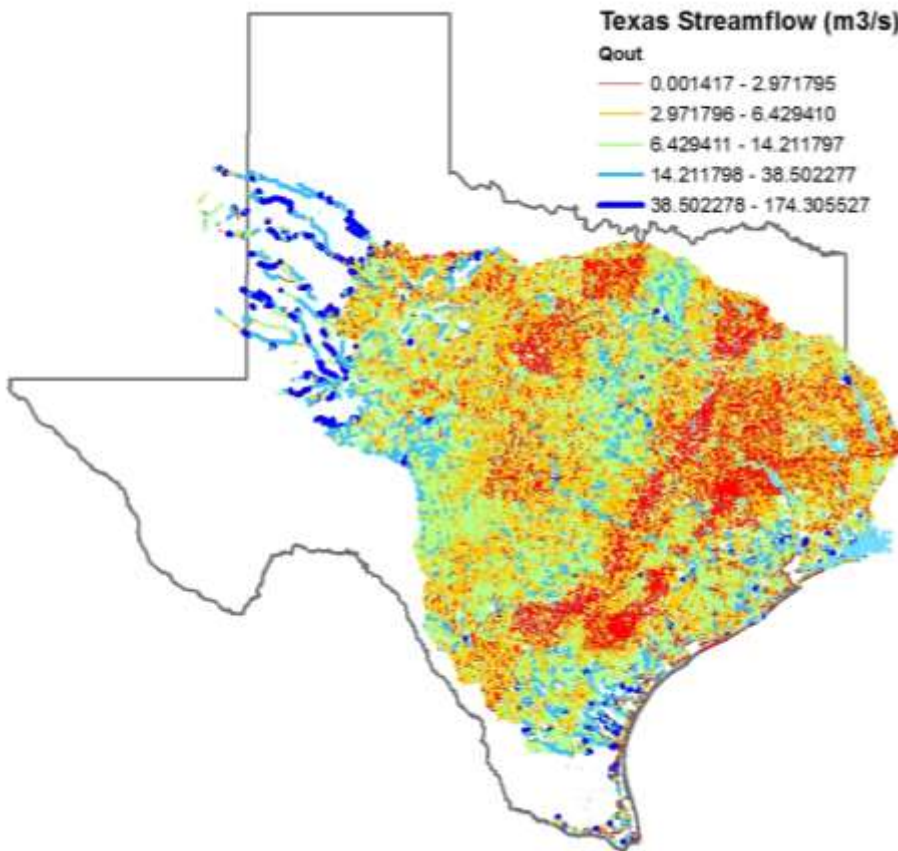 Texas Streamflow (m3/s)
Qout
0.001417 - 2.971795
2.971796 - 6.429410
6.429411 - 14.211797
14.211798 - 38.502277
38.502278 - 174.305527